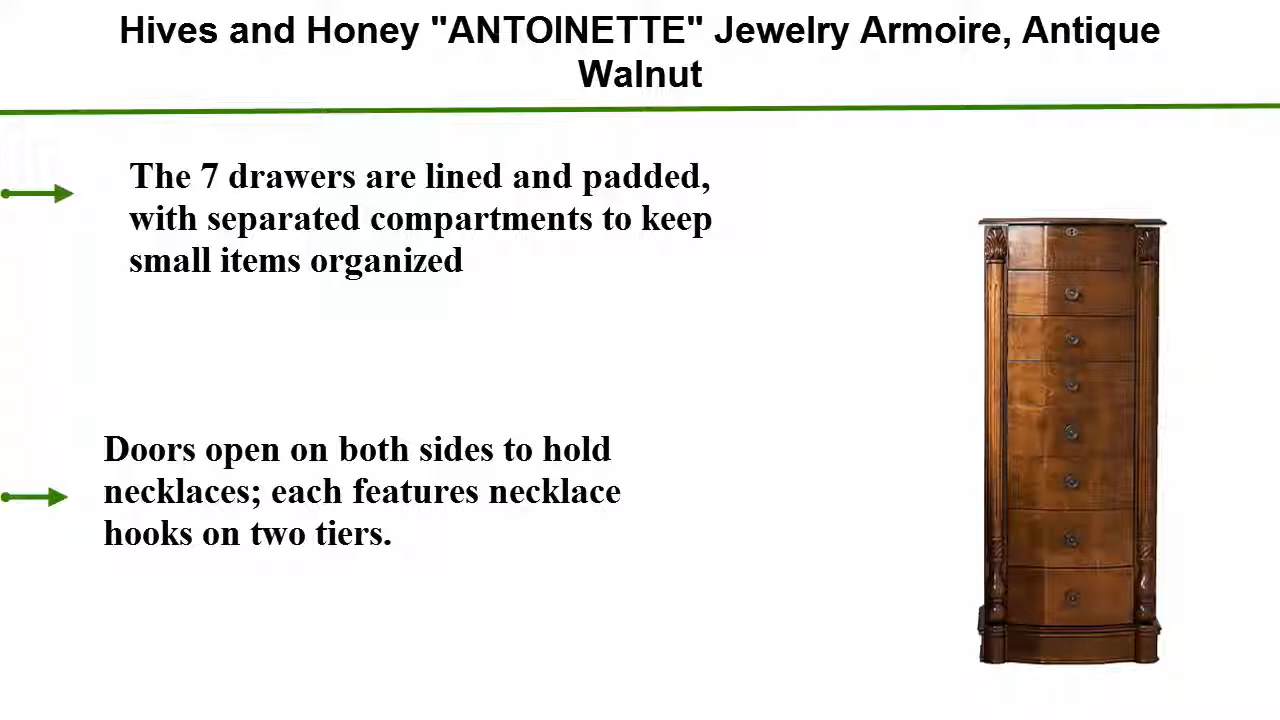 Hives and Honey "ANTOINETTE" Jewelry Armoire, Antique
Walnut
The 7 drawers are lined and padded,
with separated compartments to keep
small items organized
Doors open on both sides to hold
necklaces; each features necklace
hooks on two tiers.